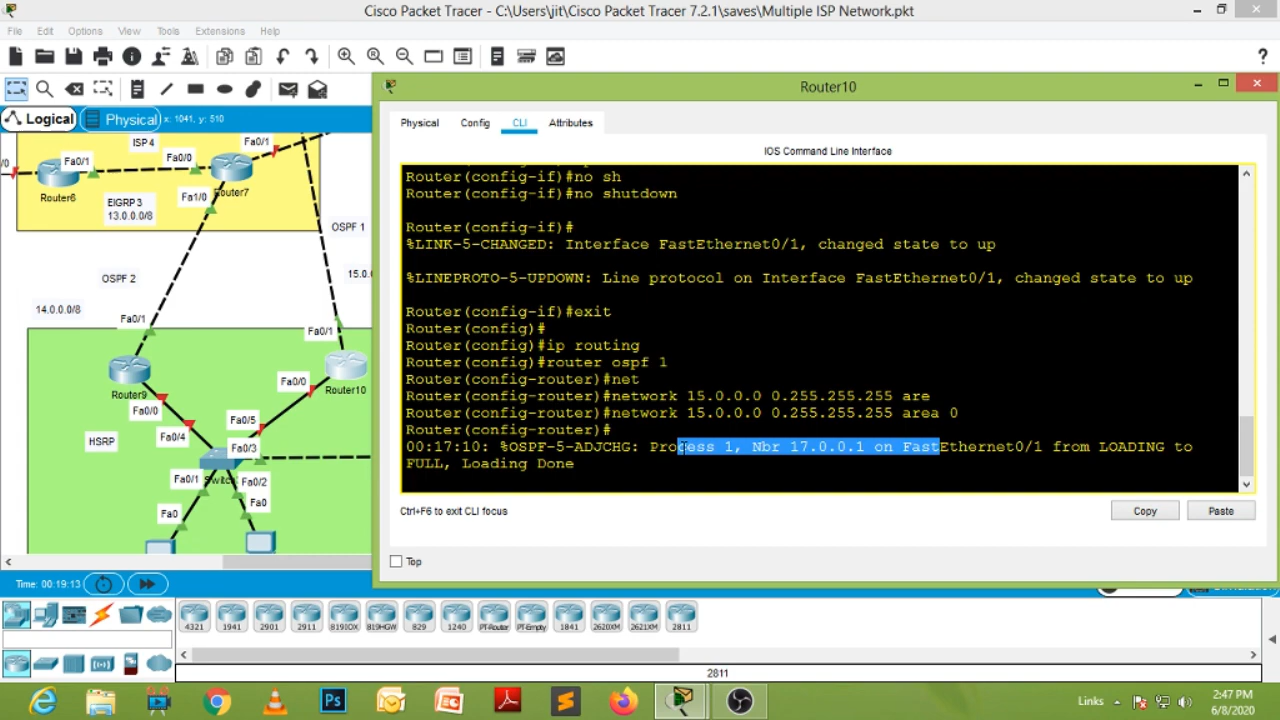 Cisco Packet Tracer - C:\Users\jit\Cisco Packet Tracer 7.2.1\saves\Multiple ISP Network.pkt
File Edit Options View Tools Extensions Help
Logical Physical x: 1041, y: 510
ISP 4
Fa0/1
Fa0/1
Fa0/0
Router6
Router7
Fa1/0
EIGRP 3
13.0.0.0/8
OSPF 1
OSPF 2
15.0.
14.0.0.0/8
Fa0/1
Fa0/1
Router9
Router10
Fa0/0
Fa0/0
Fa0/5
Fa0/4
HSRP
Fa0/3
Fa0/1
Fa0/2
Fa0
Fa0
Router10
Physical Config CLI Attributes
IOS Command Line Interface
Router(config-if)#no sh
Router(config-if)#no shutdown
Router(config-if)#
%LINK-5-CHANGED: Interface FastEthernet0/1, changed state to up
%LINEPROTO-5-UPDOWN: Line protocol on Interface FastEthernet0/1, changed state to up
Router(config-if)#exit
Router(config)#
Router(config)#ip routing
Router(config)#router ospf 1
Router(config-router)#net
Router(config-router)#network 15.0.0.0 0.255.255.255 are
Router(config-router)#network 15.0.0.0 0.255.255.255 area 0
Router(config-router)#
00:17:10: %OSPF-5-ADJCHG: Process 1, Nbr 17.0.0.1 on FastEthernet0/1 from LOADING to
FULL, Loading Done
Ctrl+F6 to exit CLI focus
Copy Paste
Top
Time: 00:19:13
4321 1941 2901 2911 819IOX 819HGW 829 1240 PT-Router PT-Empty 1841 2620XM 2621XM 2811
2811
Links
2:47 PM
6/8/2020